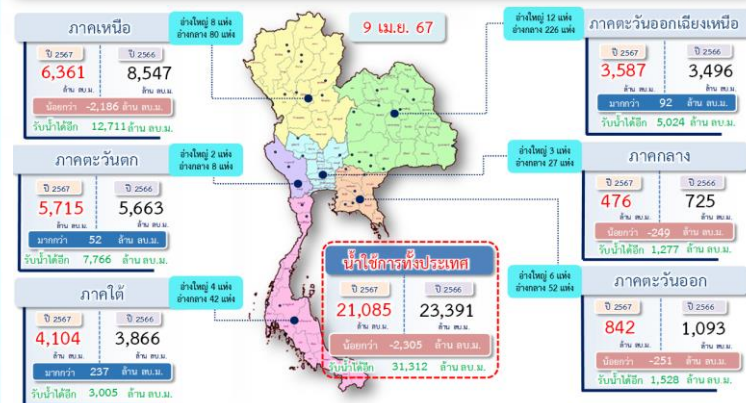 ภาคเหนือ
ปี 2567 ปี 2566
6,361 8,547
ล้าน ลบ.ม. ล้าน ลบ.ม.
น้อยกว่า -2,186 ล้าน ลบ.ม.
รับน้ำได้อีก 12,711 ล้าน ลบ.ม.
อ่างใหญ่ 8 แห่ง
อ่างกลาง 80 แห่ง
9 เม.ย. 67
อ่างใหญ่ 12 แห่ง
อ่างกลาง 226 แห่ง
ภาคตะวันออกเฉียงเหนือ
ปี 2567 ปี 2566
3,587 3,496
ล้าน ลบ.ม. ล้าน ลบ.ม.
มากกว่า 92 ล้าน ลบ.ม.
รับน้ำได้อีก 5,024 ล้าน ลบ.ม.
ภาคตะวันตก
ปี 2567 ปี 2566
5,715 5,663
ล้าน ลบ.ม. ล้าน ลบ.ม.
มากกว่า 52 ล้าน ลบ.ม.
รับน้ำได้อีก 7,766 ล้าน ลบ.ม.
อ่างใหญ่ 2 แห่ง
อ่างกลาง 8 แห่ง
อ่างใหญ่ 3 แห่ง
อ่างกลาง 27 แห่ง
ภาคกลาง
ปี 2567 ปี 2566
476 725
ล้าน ลบ.ม. ล้าน ลบ.ม.
น้อยกว่า -249 ล้าน ลบ.ม.
รับน้ำได้อีก 1,277 ล้าน ลบ.ม.
ภาคใต้
ปี 2567 ปี 2566
4,104 3,866
ล้าน ลบ.ม. ล้าน ลบ.ม.
มากกว่า 237 ล้าน ลบ.ม.
รับน้ำได้อีก 3,005 ล้าน ลบ.ม.
อ่างใหญ่ 4 แห่ง
อ่างกลาง 42 แห่ง
น้ำใช้การทั้งประเทศ
ปี 2567 ปี 2566
21,085 23,391
ล้าน ลบ.ม. ล้าน ลบ.ม.
น้อยกว่า -2,305 ล้าน ลบ.ม.
รับน้ำได้อีก 31,312 ล้าน ลบ.ม.
อ่างใหญ่ 6 แห่ง
อ่างกลาง 52 แห่ง
ภาคตะวันออก
ปี 2567 ปี 2566
842 1,093
ล้าน ลบ.ม. ล้าน ลบ.ม.
น้อยกว่า -251 ล้าน ลบ.ม.
รับน้ำได้อีก 1,528 ล้าน ลบ.ม.